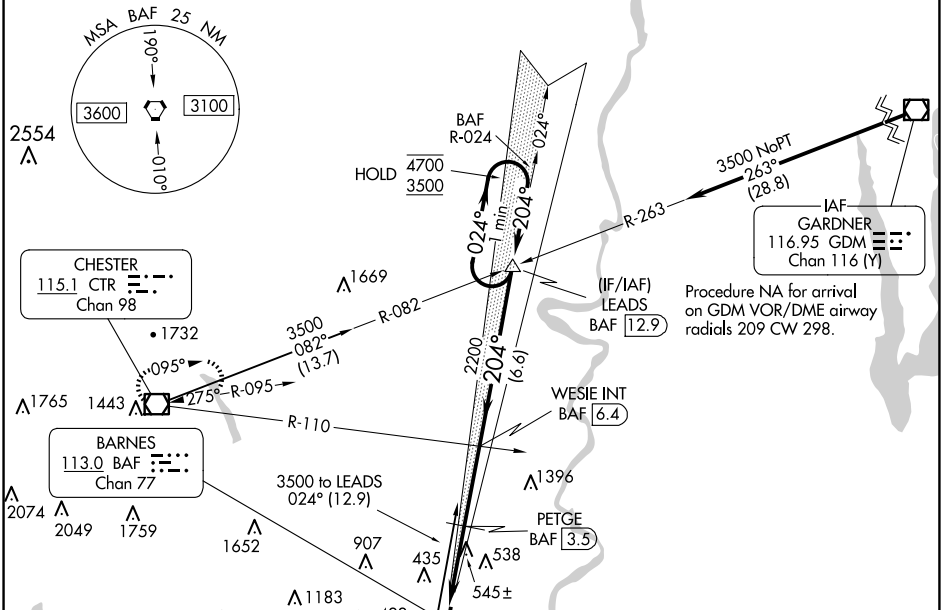 MSA BAF 25 NM
190°
3600
3100
010°
2554
BAF
R-024
024°
HOLD
4700
3500
024°
1 min
204°
3500 NoPT
263°
(28.8)
R-263
IAF
GARDNER
116.95 GDM
Chan 116 (Y)
Procedure NA for arrival
on GDM VOR/DME airway
radials 209 CW 298.
(IF/IAF)
LEADS
BAF 12.9
CHESTER
115.1 CTR
Chan 98
1669
1732
3500
082°
(13.7)
R-082
095°
275°
R-095
1765
1443
R-110
2200
204°
(6.6)
WESIE INT
BAF 6.4
BARNES
113.0 BAF
Chan 77
3500 to LEADS
024° (12.9)
1396
PETGE
BAF 3.5
2074
2049
1759
1652
907
435
538
545±
1183